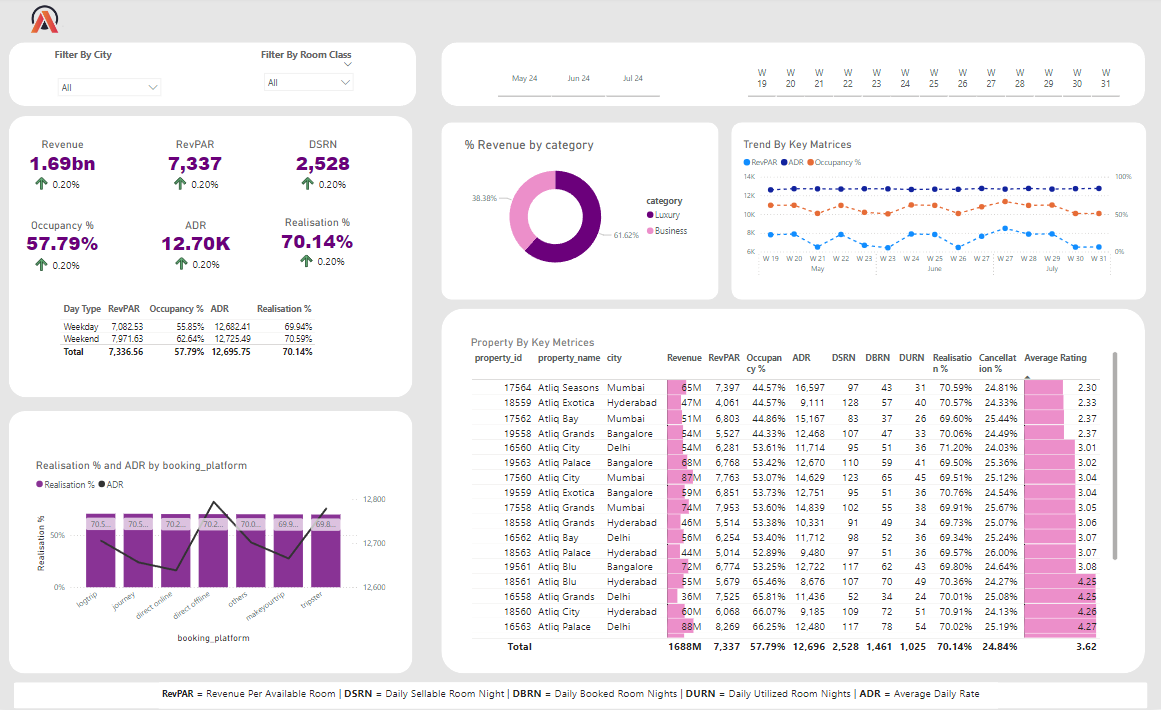 Filter By City
All
Filter By Room Class
All
May 24 Jun 24 Jul 24
W 19 W 20 W 21 W 22 W 23 W 24 W 25 W 26 W 27 W 28 W 29 W 30 W 31
Revenue
1.69bn
0.20%
RevPAR
7,337
0.20%
DSRN
2,528
0.20%
Occupancy %
57.79%
0.20%
ADR
12.70K
0.20%
Realisation %
70.14%
0.20%
Day Type RevPAR Occupancy % ADR Realisation %
Weekday 7,082.53 55.85% 12,682.41 69.94%
Weekend 7,971.63 62.64% 12,725.49 70.59%
Total 7,336.56 57.79% 12,695.75 70.14%
% Revenue by category
38.38%
61.62%
category
Luxury
Business
Trend By Key Matrices
RevPAR ADR Occupancy %
14K 100%
12K
10K 50%
8K
6K 0%
W 19 W 20 W 21 W 22 W 23 W 23 W 24 W 25 W 26 W 27 W 27 W 28 W 29 W 30 W 31
May June July
Realisation % and ADR by booking_platform
Realisation % ADR
Realisation %
50%
0%
12,800
12,700
12,600
70.5... 70.5... 70.2... 70.2... 70.0... 69.9... 69.8...
logtrip journey direct online direct offline others makeyourtrip tripster
booking_platform
Property By Key Metrices
property_id property_name city Revenue RevPAR Occupancy % ADR DSRN DBRN DURN Realisation % Cancellation % Average Rating
17564 Atliq Seasons Mumbai 65M 7,397 44.57% 16,597 97 43 31 70.59% 24.81% 2.30
18559 Atliq Exotica Hyderabad 47M 4,061 44.57% 9,111 128 57 40 70.57% 24.33% 2.33
17562 Atliq Bay Mumbai 51M 6,803 44.86% 15,167 83 37 26 69.60% 25.44% 2.37
19558 Atliq Grands Bangalore 54M 5,527 44.33% 12,468 107 47 33 70.06% 24.49% 2.37
16560 Atliq City Delhi 54M 6,281 53.61% 11,714 95 51 36 71.20% 24.03% 3.01
19563 Atliq Palace Bangalore 68M 6,768 53.42% 12,670 110 59 41 69.50% 25.36% 3.02
17560 Atliq City Mumbai 87M 7,763 53.07% 14,629 123 65 45 69.51% 25.12% 3.04
19559 Atliq Exotica Bangalore 59M 6,851 53.73% 12,751 95 51 36 70.76% 24.54% 3.04
17558 Atliq Grands Mumbai 74M 7,953 53.60% 14,839 102 55 38 69.91% 25.67% 3.05
18558 Atliq Grands Hyderabad 46M 5,514 53.38% 10,331 91 49 34 69.73% 25.07% 3.06
16562 Atliq Bay Delhi 56M 6,254 53.40% 11,712 98 52 36 69.34% 25.24% 3.07
18563 Atliq Palace Hyderabad 44M 5,014 52.89% 9,480 97 51 36 69.57% 26.00% 3.07
19561 Atliq Blu Bangalore 72M 6,774 53.25% 12,722 117 62 43 69.80% 24.64% 3.08
18561 Atliq Blu Hyderabad 55M 5,679 65.46% 8,676 107 70 49 70.36% 24.27% 4.25
16558 Atliq Grands Delhi 36M 7,525 65.81% 11,436 52 34 24 70.01% 25.08% 4.25
18560 Atliq City Hyderabad 60M 6,068 66.07% 9,185 109 72 51 70.91% 24.13% 4.26
16563 Atliq Palace Delhi 88M 8,269 66.25% 12,480 117 78 54 70.02% 25.19% 4.27
Total 1688M 7,337 57.79% 12,696 2,528 1,461 1,025 70.14% 24.84% 3.62
RevPAR = Revenue Per Available Room | DSRN = Daily Sellable Room Night | DBRN = Daily Booked Room Nights | DURN = Daily Utilized Room Nights | ADR = Average Daily Rate